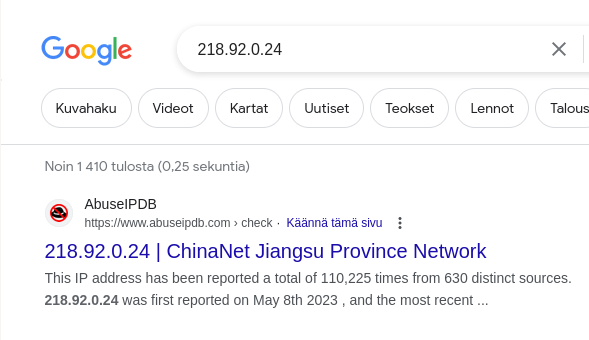 Google
218.92.0.24
Kuvahaku Videot Kartat Uutiset Teokset Lennot Talous
Noin 1 410 tulosta (0,25 sekuntia)
AbuseIPDB
https://www.abuseipdb.com › check · Käännä tämä sivu
218.92.0.24 | ChinaNet Jiangsu Province Network
This IP address has been reported a total of 110,225 times from 630 distinct sources.
218.92.0.24 was first reported on May 8th 2023 , and the most recent ...